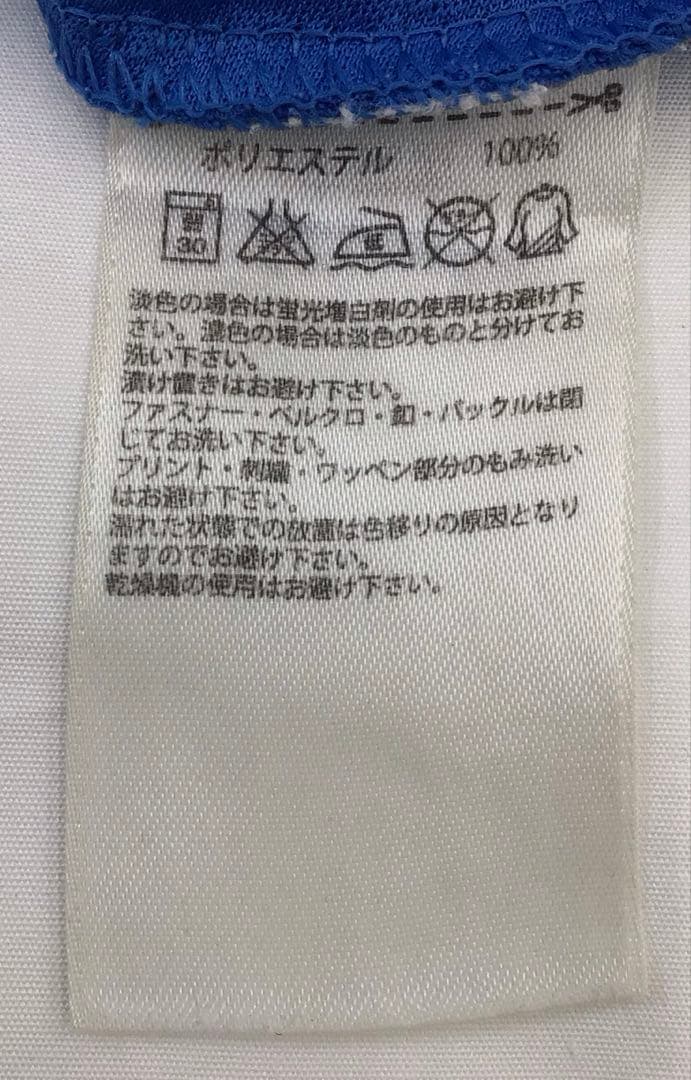 ポリエステル 100%
弱 30 低
淡色の場合は蛍光増白剤の使用はお避け下
さい。濃色の場合は淡色のものと分けてお
洗い下さい。
漬け置きはお避け下さい。
ファスナー・ベルクロ・釦・バックルは閉
じてお洗い下さい。
プリント・刺繍・ワッペン部分のもみ洗い
はお避け下さい。
濡れた状態での放置は色移りの原因となり
ますのでお避け下さい。
乾燥機の使用はお避け下さい。